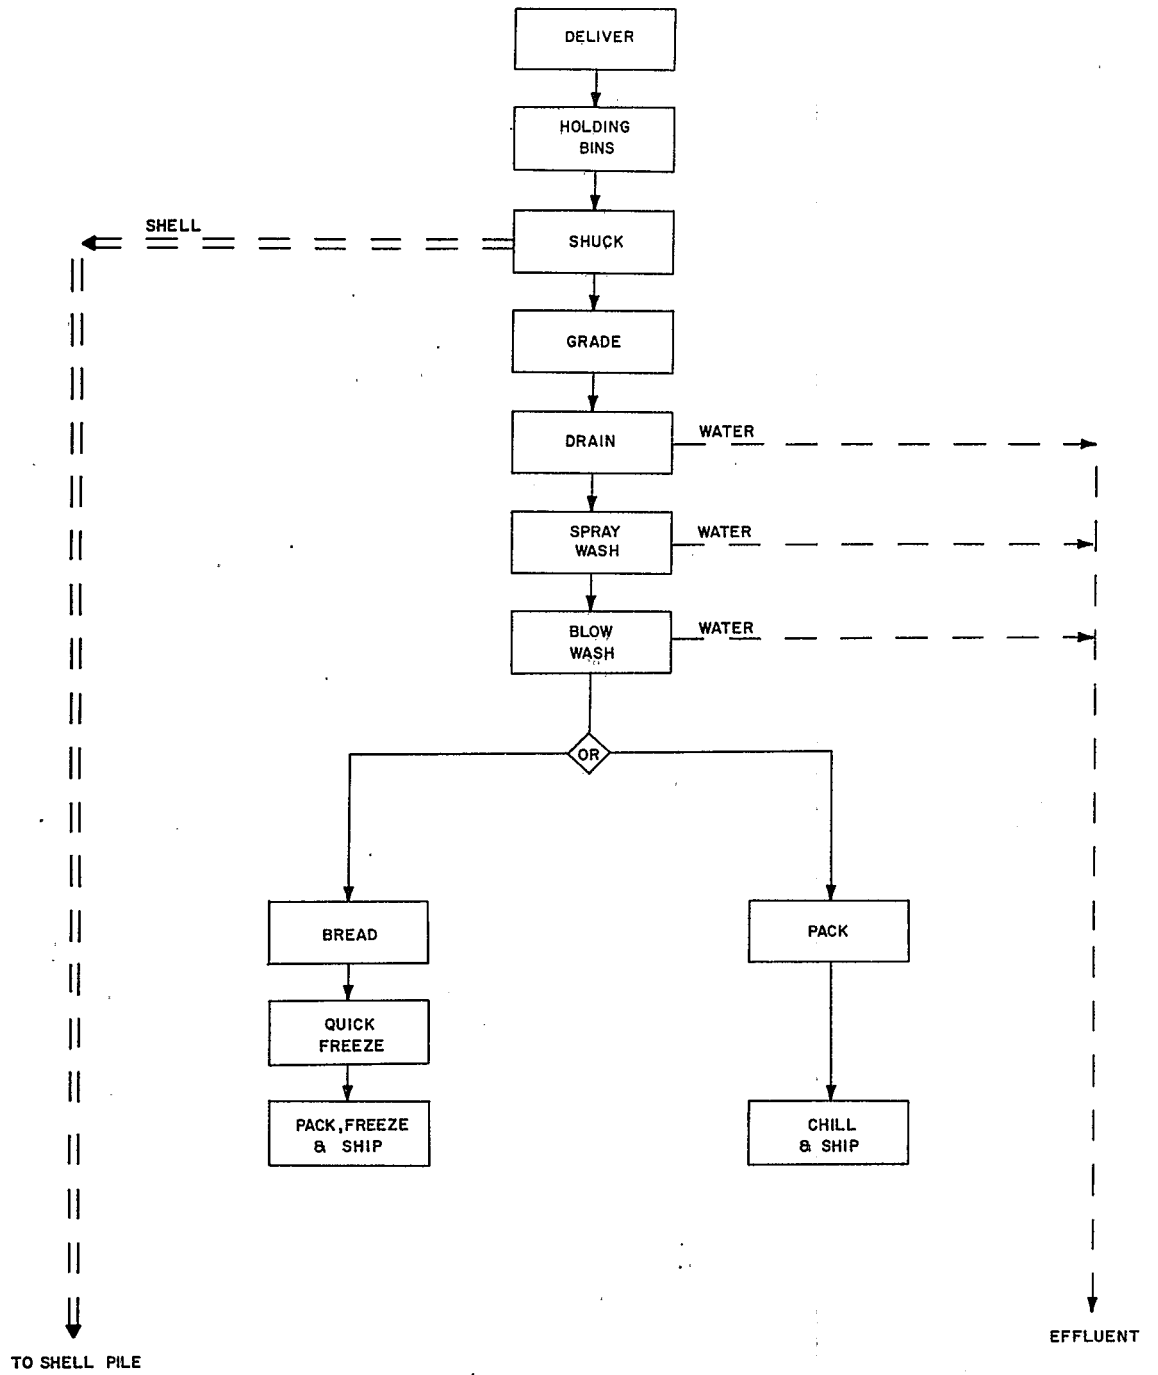 DELIVER
HOLDING
BINS
SHELL
SHUCK
GRADE
DRAIN
WATER
SPRAY
WASH
WATER
BLOW
WASH
WATER
OR
BREAD
PACK
QUICK
FREEZE
PACK, FREEZE
& SHIP
CHILL
& SHIP
EFFLUENT
TO SHELL PILE